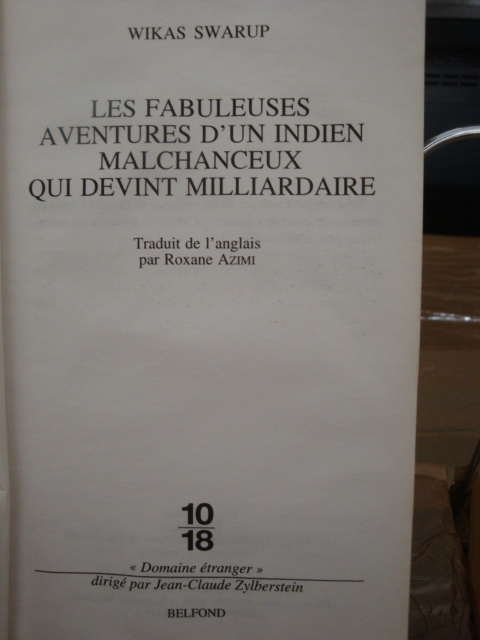 WIKAS SWARUP
LES FABULEUSES
AVENTURES D'UN INDIEN
MALCHANCEUX
QUI DEVINT MILLIARDAIRE
Traduit de l'anglais
par Roxane AZIMI
10
18
« Domaine étranger »
dirigé par Jean-Claude Zylberstein
BELFOND